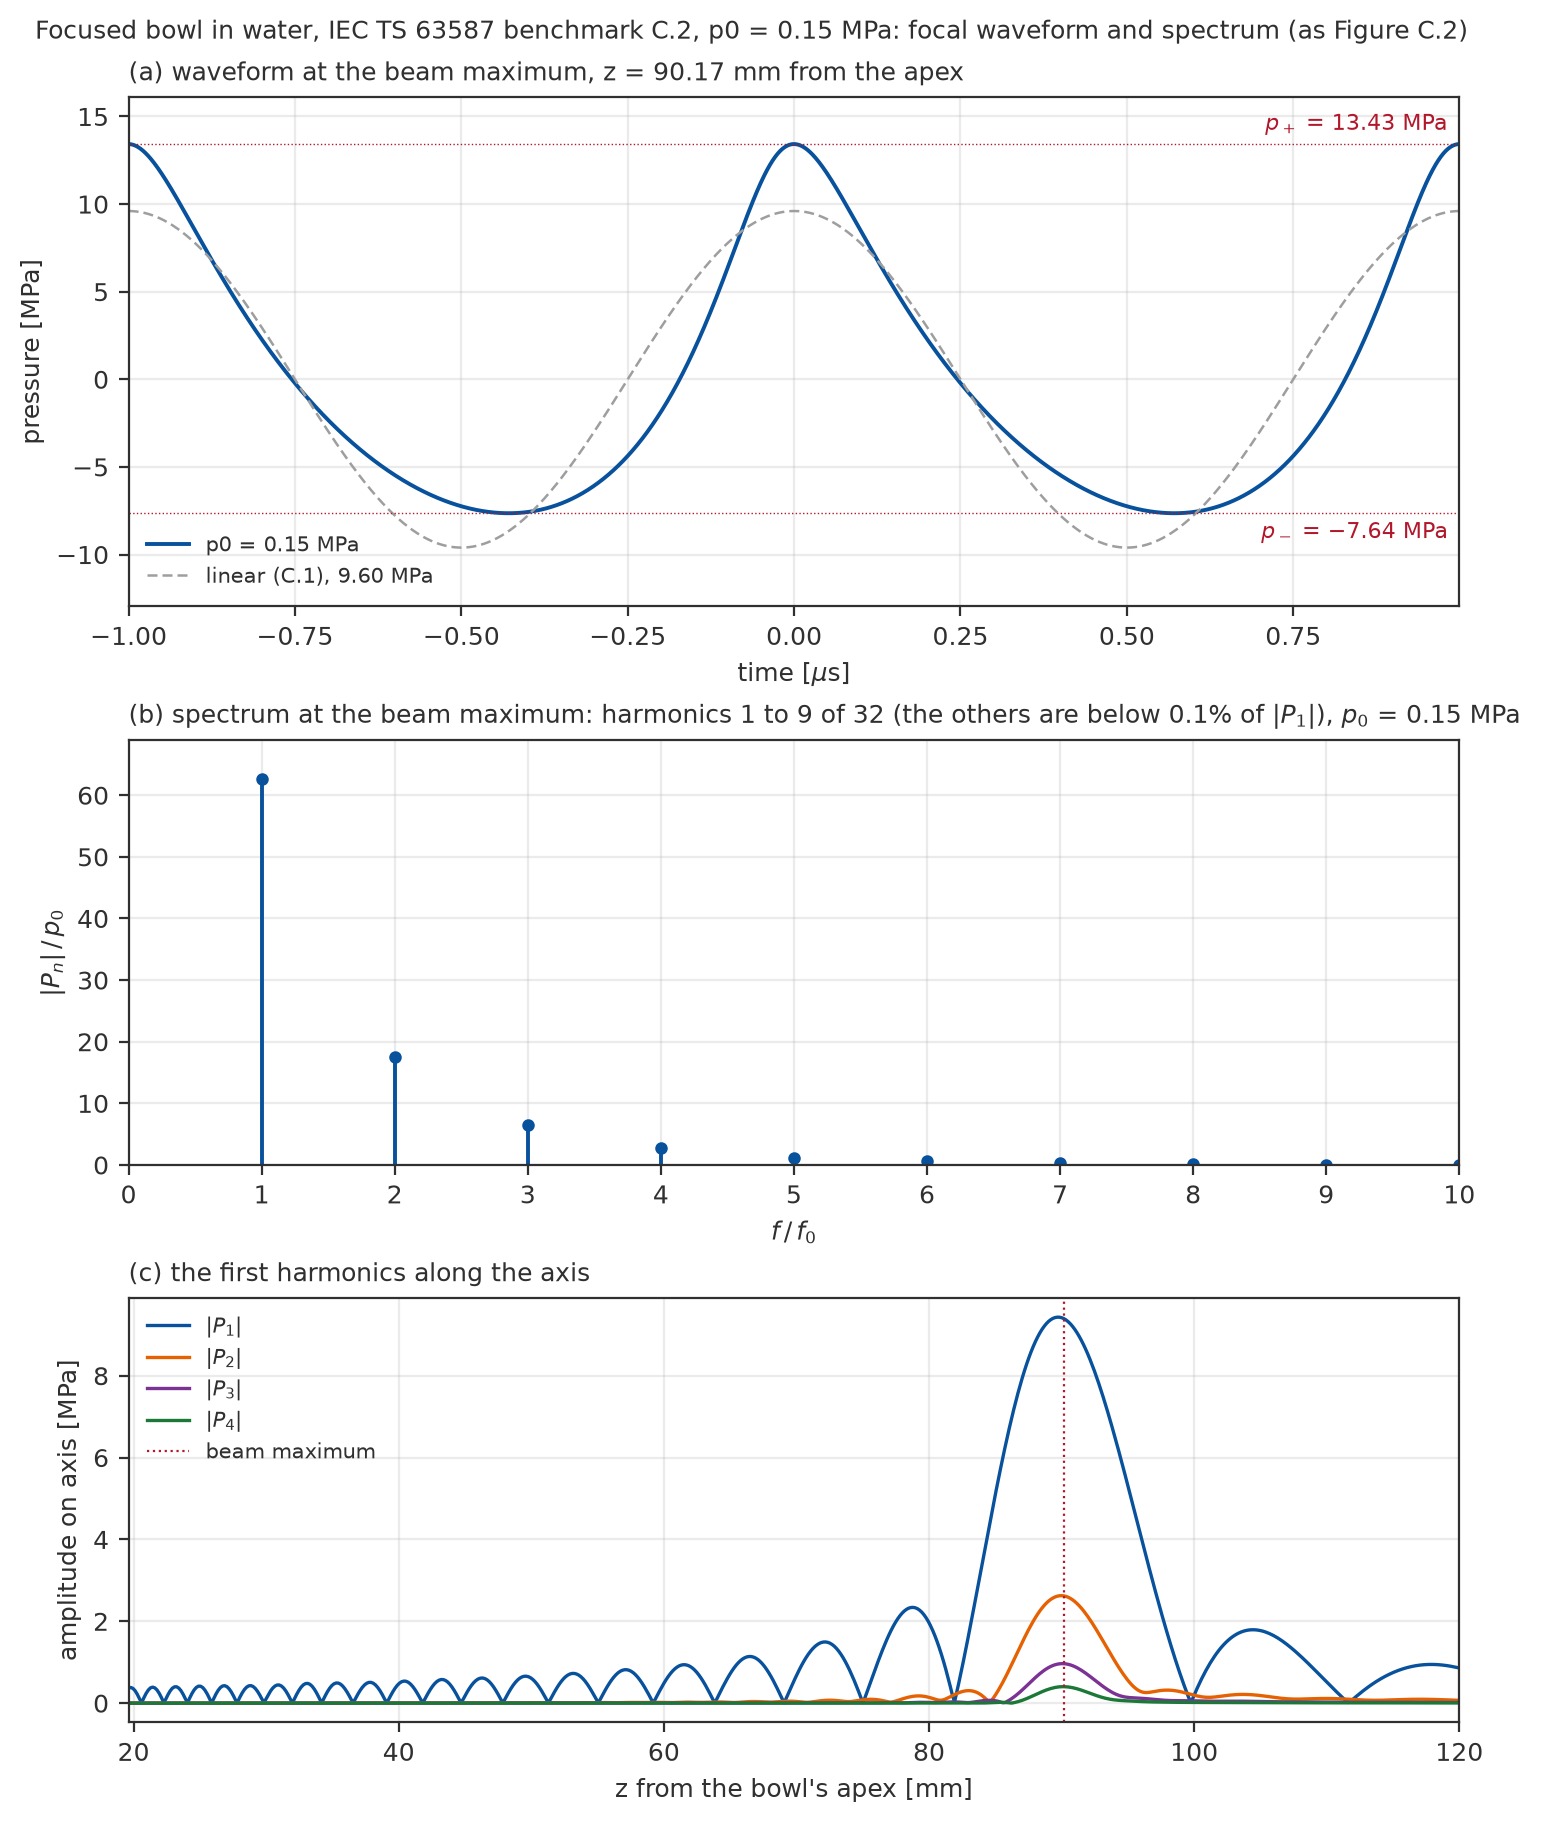 Focused bowl in water, IEC TS 63587 benchmark C.2, p0 = 0.15 MPa: focal waveform and spectrum (as Figure C.2)
(a) waveform at the beam maximum, z = 90.17 mm from the apex
15
10
5
0
−5
−10
pressure [MPa]
p₊ = 13.43 MPa
p₋ = −7.64 MPa
p0 = 0.15 MPa
linear (C.1), 9.60 MPa
−1.00 −0.75 −0.50 −0.25 0.00 0.25 0.50 0.75
time [μs]
(b) spectrum at the beam maximum: harmonics 1 to 9 of 32 (the others are below 0.1% of |P₁|), p₀ = 0.15 MPa
60
50
40
30
20
10
0
|Pₙ| / p₀
0 1 2 3 4 5 6 7 8 9 10
f / f₀
(c) the first harmonics along the axis
|P₁|
|P₂|
|P₃|
|P₄|
beam maximum
8
6
4
2
0
amplitude on axis [MPa]
20 40 60 80 100 120
z from the bowl's apex [mm]